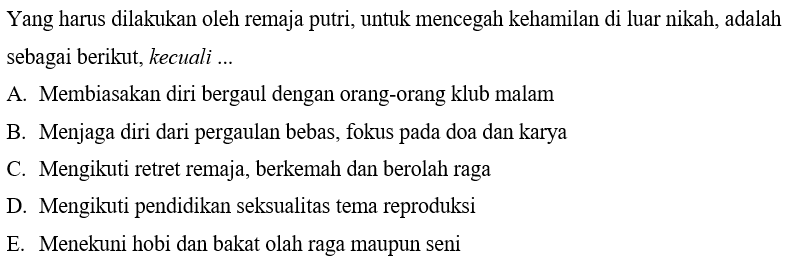 Yang harus dilakukan oleh remaja putri, untuk mencegah kehamilan di luar nikah, adalah
sebagai berikut, kecuali ...
A. Membiasakan diri bergaul dengan orang-orang klub malam
B. Menjaga diri dari pergaulan bebas, fokus pada doa dan karya
C. Mengikuti retret remaja, berkemah dan berolah raga
D. Mengikuti pendidikan seksualitas tema reproduksi
E. Menekuni hobi dan bakat olah raga maupun seni